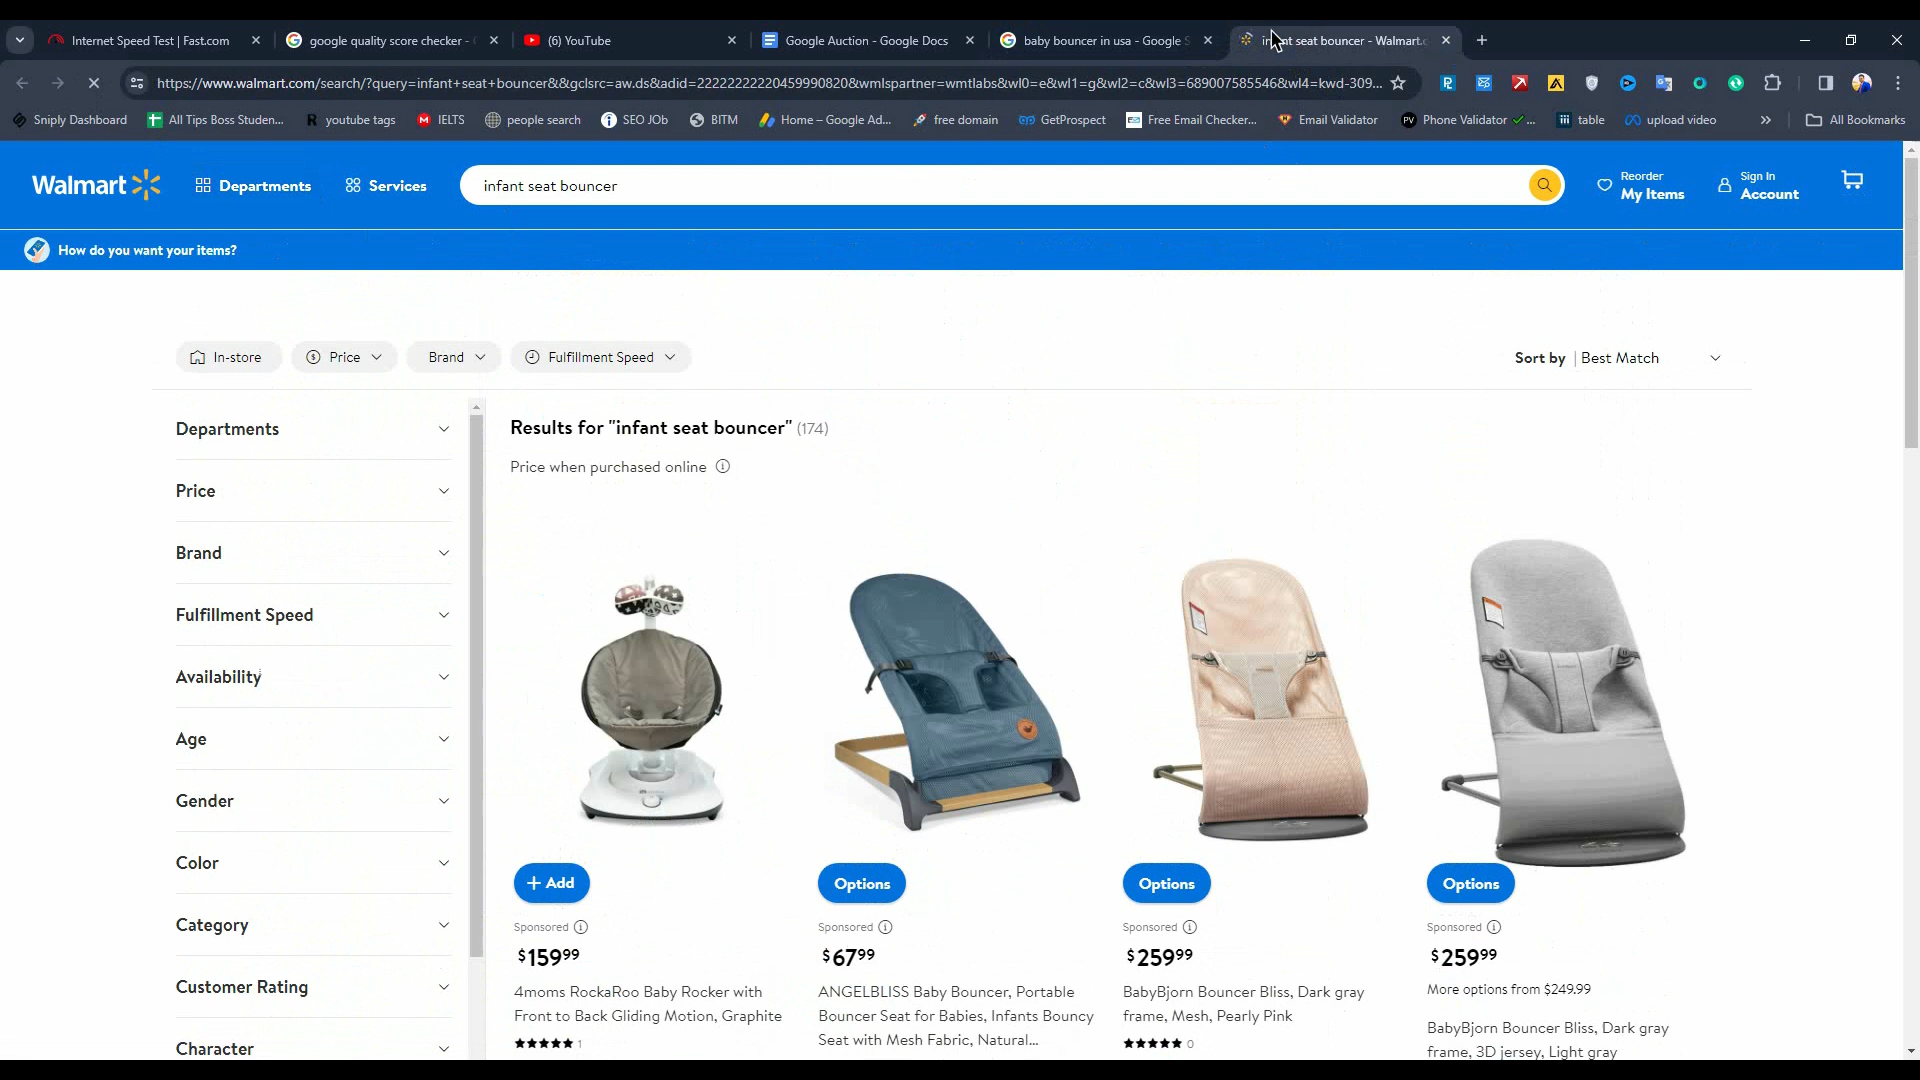 Internet Speed Test | Fast.com
google quality score checker -
(6) YouTube
Google Auction - Google Docs
baby bouncer in usa - Google S
nt seat bouncer - Walmart.c
https://www.walmart.com/search/?query=infant+seat+bouncer&&gclsrc=aw.ds&adid=22222222220459990820&wmlspartner=wmtlabs&wl0=e&wl1=g&wl2=c&wl3=689007585546&wl4=kwd-309...
Sniply Dashboard
All Tips Boss Studen...
youtube tags
IELTS
people search
SEO JOb
BITM
Home – Google Ad...
free domain
GetProspect
Free Email Checker...
Email Validator
Phone Validator ✓ ...
table
upload video
All Bookmarks
Walmart
Departments
Services
infant seat bouncer
Reorder
My Items
Sign In
Account
How do you want your items?
In-store
Price
Brand
Fulfillment Speed
Sort by | Best Match
Departments
Price
Brand
Fulfillment Speed
Availability
Age
Gender
Color
Category
Customer Rating
Character
Results for "infant seat bouncer" (174)
Price when purchased online
+ Add
Sponsored
$159.99
4moms RockaRoo Baby Rocker with
Front to Back Gliding Motion, Graphite
★★★★★ 1
Options
Sponsored
$67.99
ANGELBLISS Baby Bouncer, Portable
Bouncer Seat for Babies, Infants Bouncy
Seat with Mesh Fabric, Natural...
Options
Sponsored
$259.99
BabyBjorn Bouncer Bliss, Dark gray
frame, Mesh, Pearly Pink
★★★★★ 0
Options
Sponsored
$259.99
More options from $249.99
BabyBjorn Bouncer Bliss, Dark gray
frame, 3D jersey, Light gray